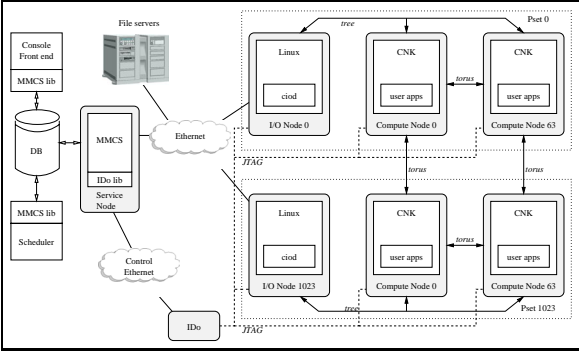 File servers
Console
Front end
MMCS lib
DB
MMCS lib
Scheduler
MMCS
IDo lib
Service
Node
Ethernet
Control
Ethernet
IDo
Pset 0
tree
Linux
ciod
I/O Node 0
CNK
user apps
Compute Node 0
torus
CNK
user apps
Compute Node 63
JTAG
torus
torus
Linux
ciod
I/O Node 1023
CNK
user apps
Compute Node 0
torus
CNK
user apps
Compute Node 63
tree
Pset 1023
JTAG